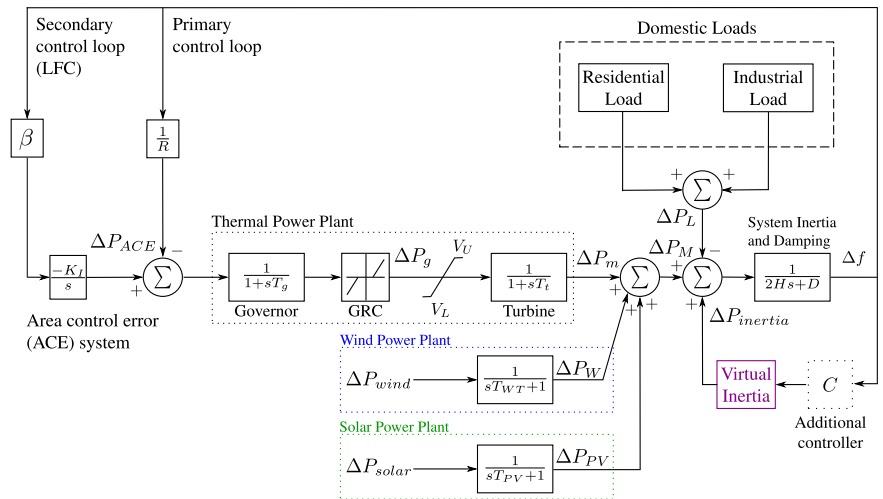 Secondary
control loop
(LFC)
Primary
control loop
Domestic Loads
Residential
Load
Industrial
Load
β
1
R
+
+
∑
ΔP_L
Thermal Power Plant
ΔP_ACE
−
−K_I
s
+
∑
1
1+sT_g
Governor
GRC
ΔP_g
V_U
V_L
1
1+sT_t
Turbine
ΔP_m
+
∑
+
+
ΔP_M
+
−
∑
+
System Inertia
and Damping
1
2Hs+D
Δf
ΔP_inertia
Area control error
(ACE) system
Wind Power Plant
ΔP_wind
1
sT_WT+1
ΔP_W
Virtual
Inertia
C
Additional
controller
Solar Power Plant
ΔP_solar
1
sT_PV+1
ΔP_PV